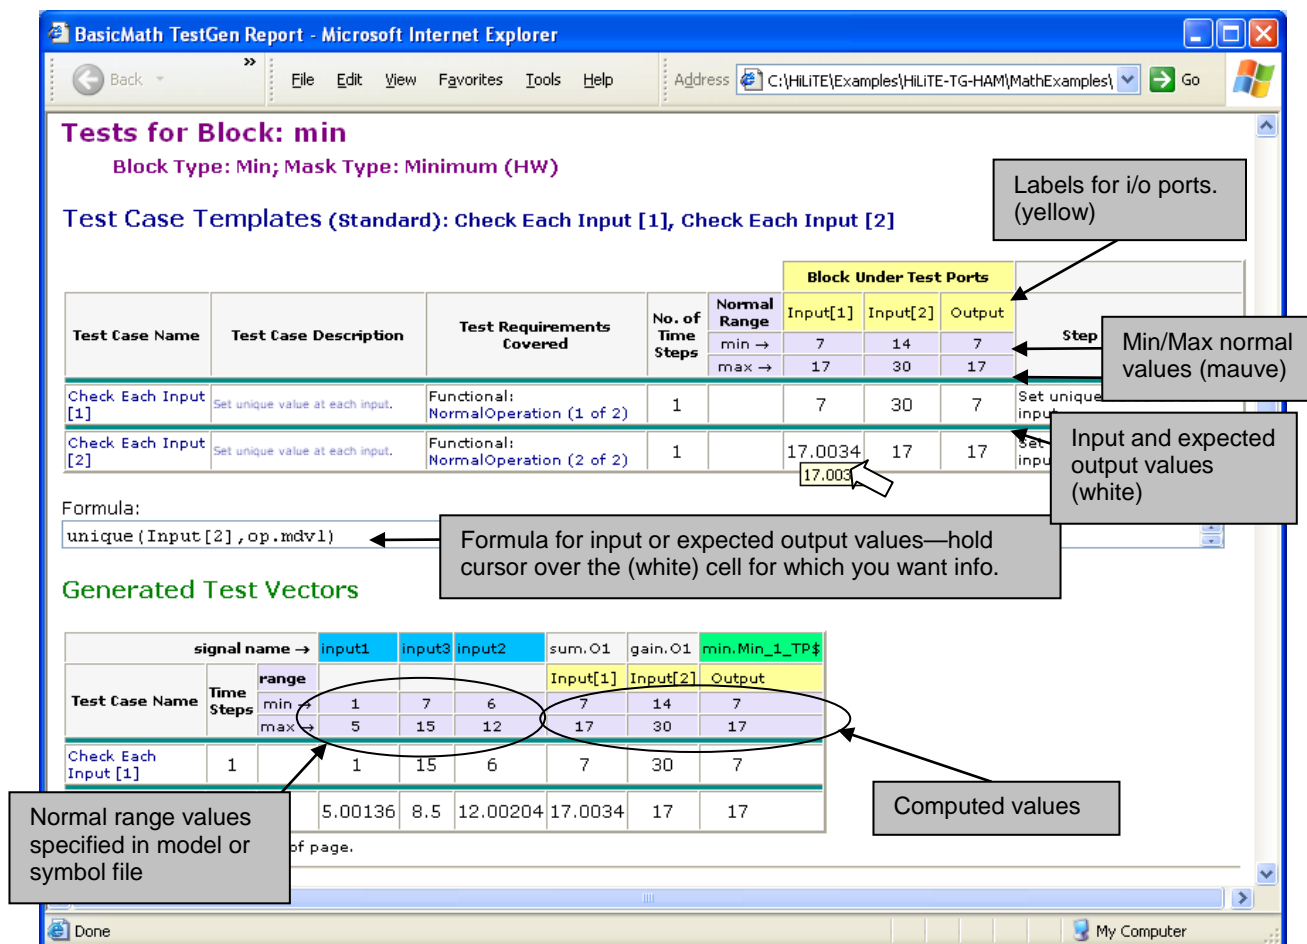 BasicMath TestGen Report - Microsoft Internet Explorer
Back » File Edit View Favorites Tools Help Address C:\HiLiTE\Examples\HiLiTE-TG-HAM\MathExamples\ Go
Tests for Block: min
Block Type: Min; Mask Type: Minimum (HW)
Labels for i/o ports.
(yellow)
Test Case Templates (Standard): Check Each Input [1], Check Each Input [2]
Block Under Test Ports
Test Case Name Test Case Description Test Requirements
Covered No. of
Time
Steps Normal
Range Input[1] Input[2] Output Step
min → 7 14 7
max → 17 30 17
Min/Max normal
values (mauve)
Check Each Input
[1] Set unique value at each input. Functional:
NormalOperation (1 of 2) 1 7 30 7 Set unique
Check Each Input
[2] Set unique value at each input. Functional:
NormalOperation (2 of 2) 1 17.0034 17 17 Set
17.003
Input and expected
output values
(white)
Formula:
unique(Input[2],op.mdvl)
Formula for input or expected output values—hold
cursor over the (white) cell for which you want info.
Generated Test Vectors
signal name → input1 input3 input2 sum.O1 gain.O1 min.Min_1_TP$
Test Case Name Time
Steps range Input[1] Input[2] Output
min → 1 7 6 7 14 7
max → 5 15 12 17 30 17
Check Each
Input [1] 1 1 15 6 7 30 7
5.00136 8.5 12.00204 17.0034 17 17
Computed values
Normal range values
specified in model or
symbol file
of page.
Done My Computer